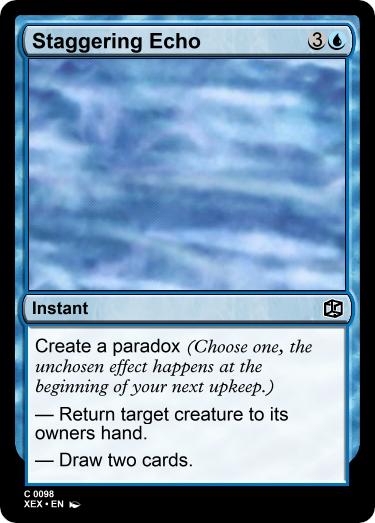 Staggering Echo 3
Instant
Create a paradox (Choose one, the
unchosen effect happens at the
beginning of your next upkeep.)
— Return target creature to its
owners hand.
— Draw two cards.
C 0098
XEX • EN